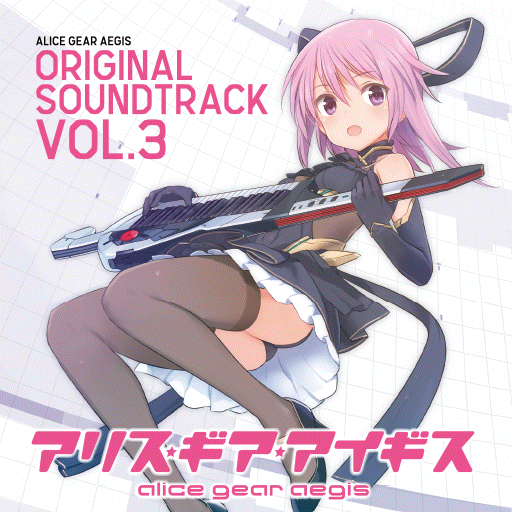 ALICE GEAR AEGIS
ORIGINAL
SOUNDTRACK
VOL.3
アリス★ギア★アイギス
alice gear aegis